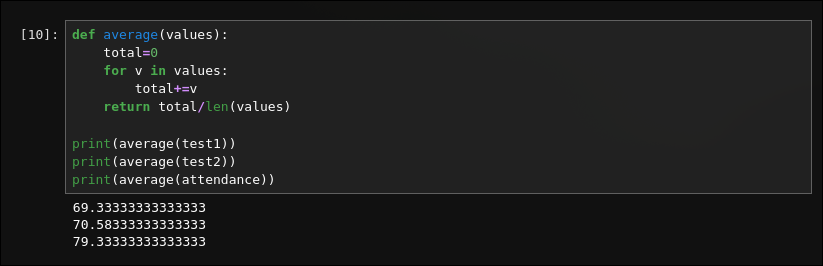 [10]: def average(values):
    total=0
    for v in values:
        total+=v
    return total/len(values)

print(average(test1))
print(average(test2))
print(average(attendance))
69.33333333333333
70.58333333333333
79.33333333333333